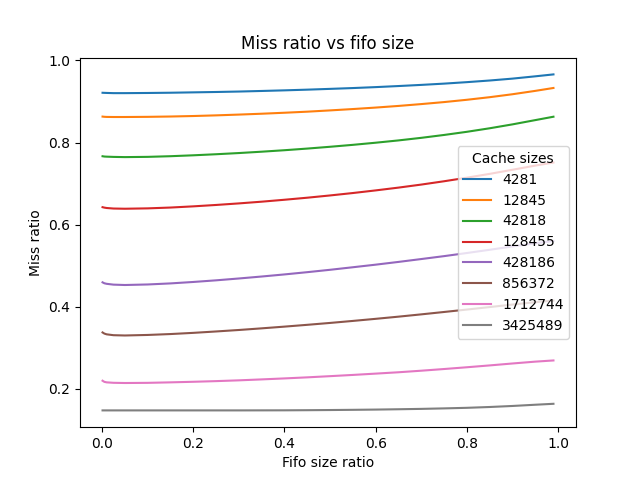 Miss ratio vs fifo size
1.0
0.8
0.6
0.4
0.2
Miss ratio
Cache sizes
4281
12845
42818
128455
428186
856372
1712744
3425489
0.0 0.2 0.4 0.6 0.8 1.0
Fifo size ratio